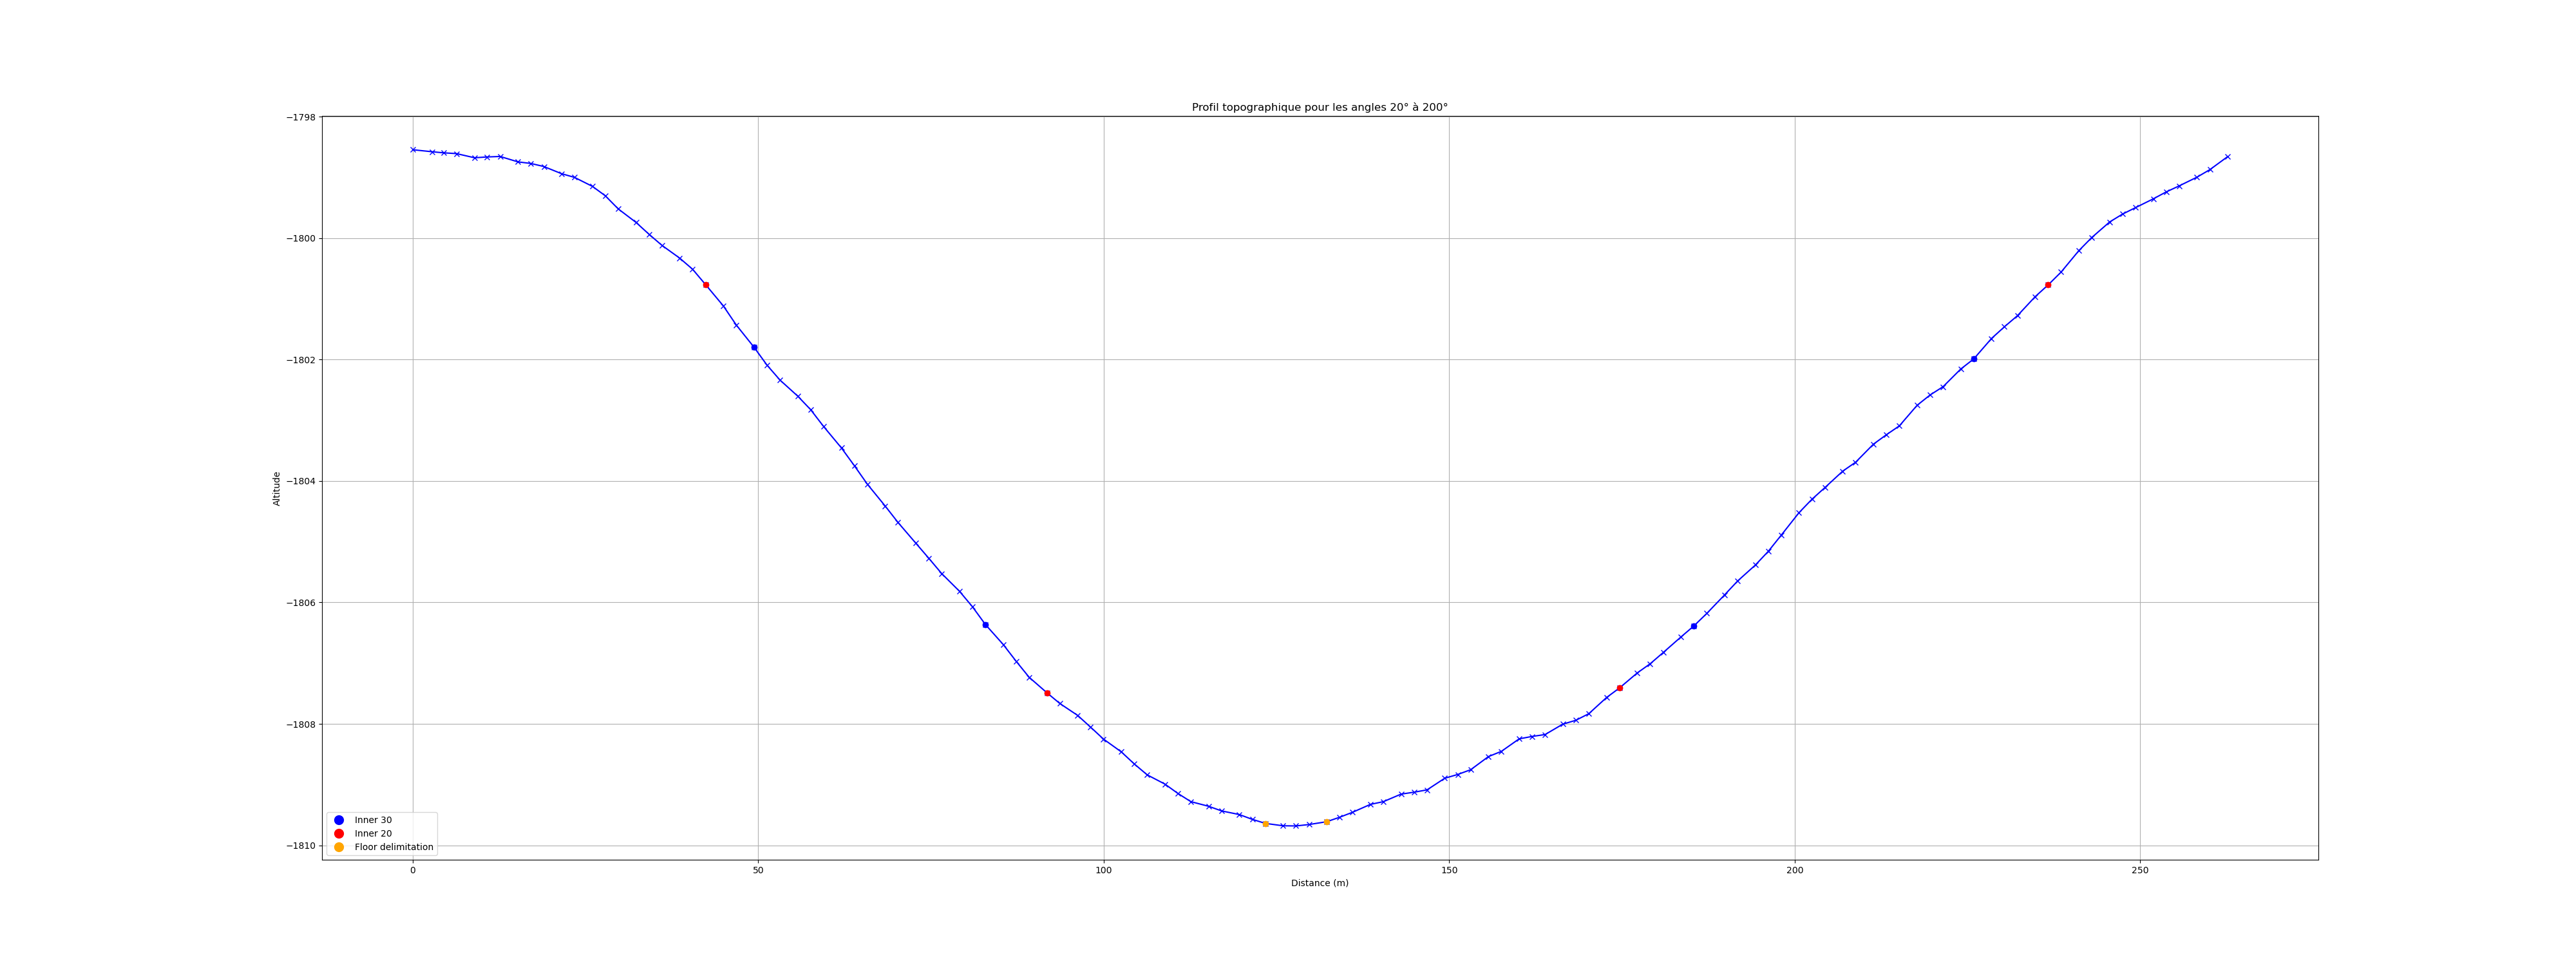 Profil topographique pour les angles 20° à 200°
−1798
−1800
−1802
−1804
−1806
−1808
−1810
Altitude
Inner 30
Inner 20
Floor delimitation
0 50 100 150 200 250
Distance (m)